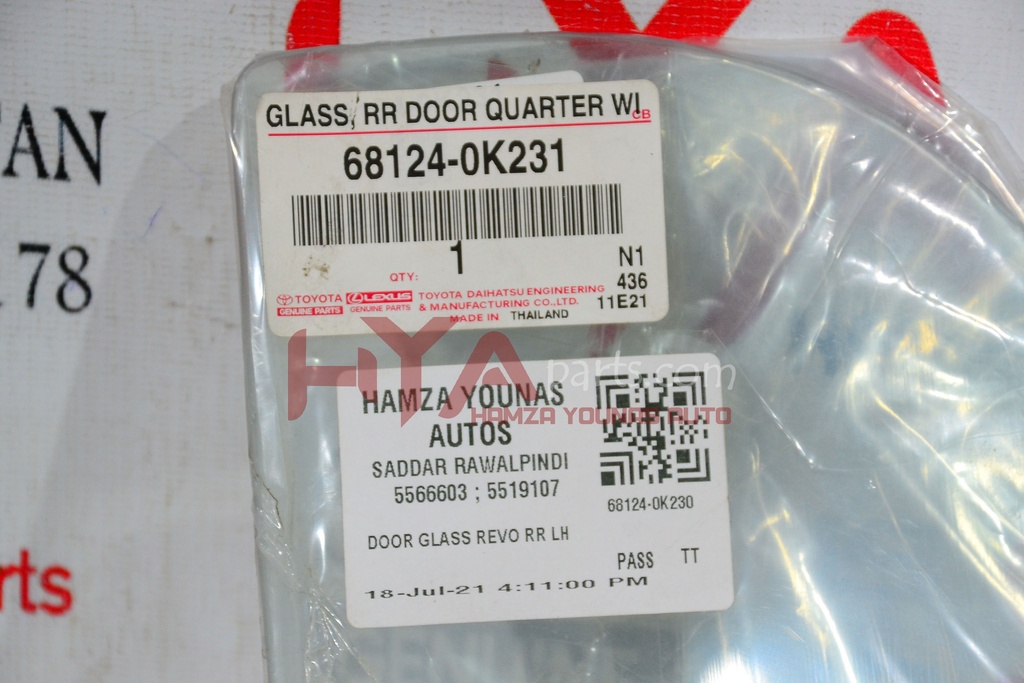 TAN
178
rts
GLASS, RR DOOR QUARTER WI
CB
68124-0K231
QTY: 1
N1
436
11E21
TOYOTA
GENUINE PARTS
LEXUS
GENUINE PARTS
TOYOTA DAIHATSU ENGINEERING
& MANUFACTURING CO., LTD.
MADE IN THAILAND
HYA parts.com
HAMZA YOUNAS AUTO
HAMZA YOUNAS
AUTOS
SADDAR RAWALPINDI
5566603 ; 5519107
68124-0K230
DOOR GLASS REVO RR LH
PASS TT
18-Jul-21 4:11:00 PM